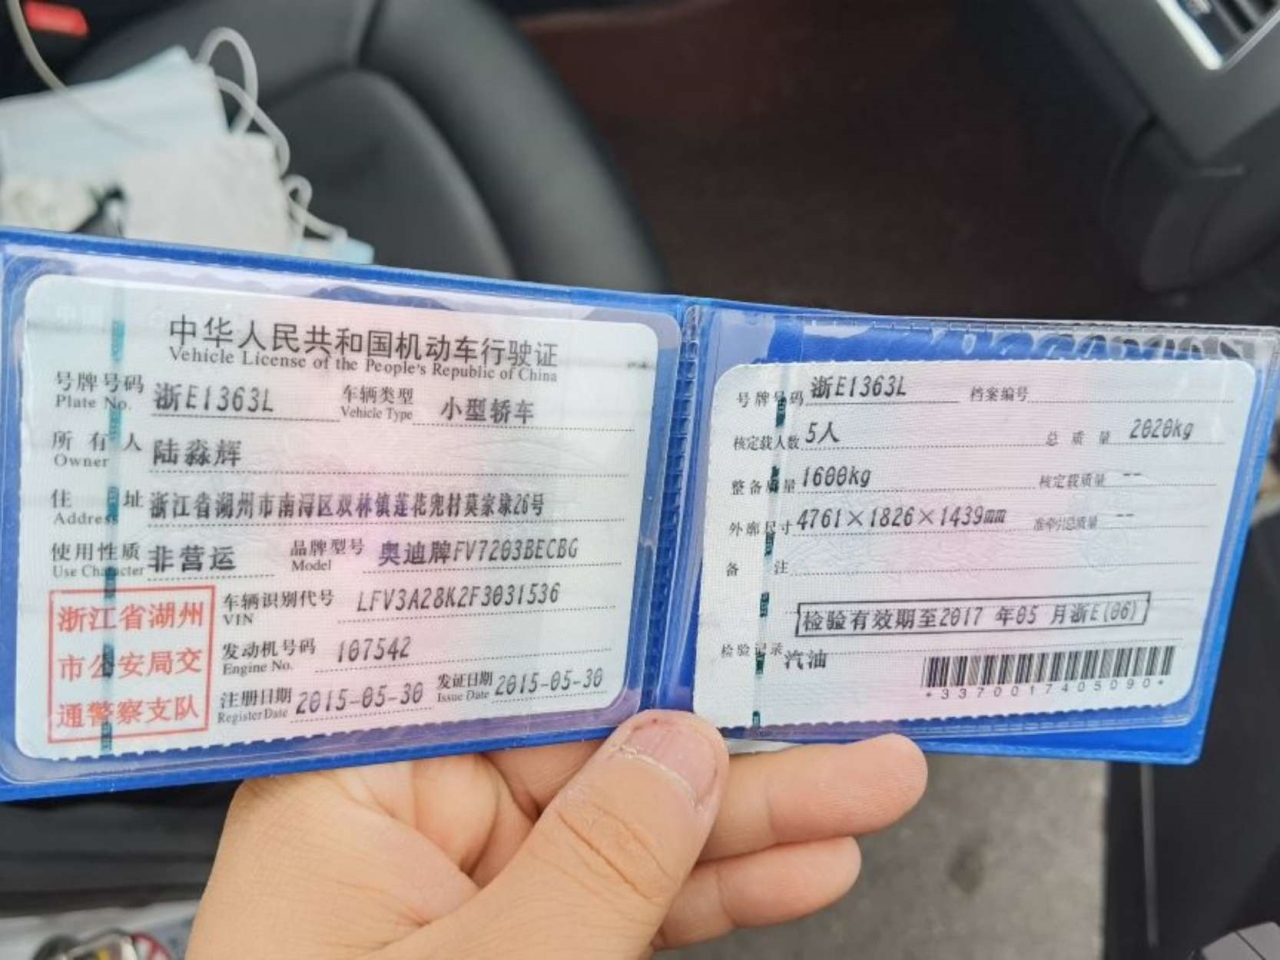 中华人民共和国机动车行驶证
Vehicle License of the People's Republic of China
号牌号码 浙E1363L 车辆类型 小型轿车
Plate No. Vehicle Type
所有人 陆淼辉
Owner
住址 浙江省湖州市南浔区双林镇莲花兜村莫家埭26号
Address
使用性质 非营运 品牌型号 奥迪牌FV7203BECBG
Use Character Model
浙江省湖州
市公安局交
通警察支队
车辆识别代号 LFV3A28K2F3031536
VIN
发动机号码 107542
Engine No.
注册日期 2015-05-30 发证日期 2015-05-30
Register Date Issue Date
号牌号码 浙E1363L 档案编号
核定载人数 5人 总质量 2020kg
整备质量 1600kg 核定载质量 --
外廓尺寸 4761×1826×1439mm 准牵引总质量 --
备注
检验有效期至2017 年05 月浙E(06)
检验记录 汽油
*3370017405090*